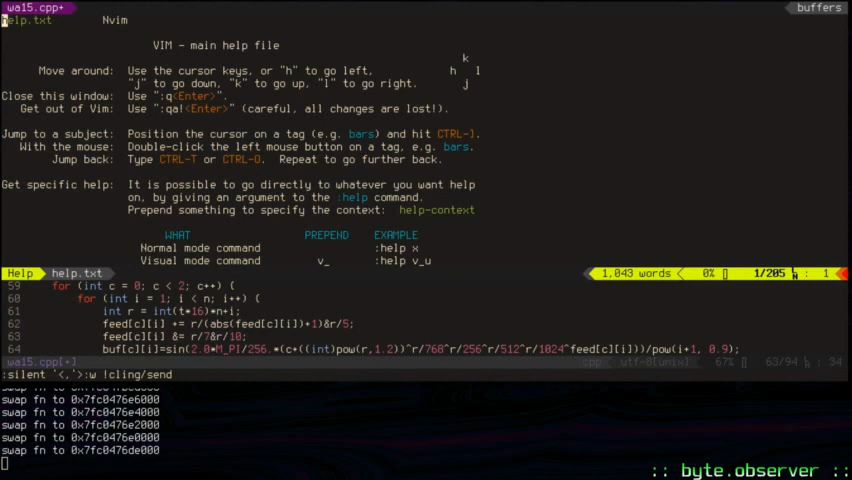 wa15.cpp+ buffers
help.txt Nvim
VIM - main help file
k
Move around: Use the cursor keys, or "h" to go left, h l
"j" to go down, "k" to go up, "l" to go right. j
Close this window: Use ":q<Enter>".
Get out of Vim: Use ":qa!<Enter>" (careful, all changes are lost!).
Jump to a subject: Position the cursor on a tag (e.g. bars) and hit CTRL-].
With the mouse: Double-click the left mouse button on a tag, e.g. bars.
Jump back: Type CTRL-T or CTRL-O. Repeat to go further back.
Get specific help: It is possible to go directly to whatever you want help
on, by giving an argument to the :help command.
Prepend something to specify the context: help-context
WHAT PREPEND EXAMPLE
Normal mode command :help x
Visual mode command v_ :help v_u
Help help.txt 1,043 words 0% 1/205 : 1
59 for (int c = 0; c < 2; c++) {
60 for (int i = 1; i < n; i++) {
61 int r = int(t*16)*n+i;
62 feed[c][i] += r/(abs(feed[c][i])+1)&r/5;
63 feed[c][i] &= r/7&r/10;
64 buf[c][i]=sin(2.0*M_PI/256.*(c+((int)pow(r,1.2))^r/768^r/256^r/512^r/1024^feed[c][i]))/pow(i+1, 0.9);
wa15.cpp[+] cpp utf-8[unix] 67% 63/94 : 34
:silent '<,'>:w !cling/send
swap fn to
swap fn to 0x7fc0476e6000
swap fn to 0x7fc0476e4000
swap fn to 0x7fc0476e2000
swap fn to 0x7fc0476e0000
swap fn to 0x7fc0476de000
:: byte.observer ::